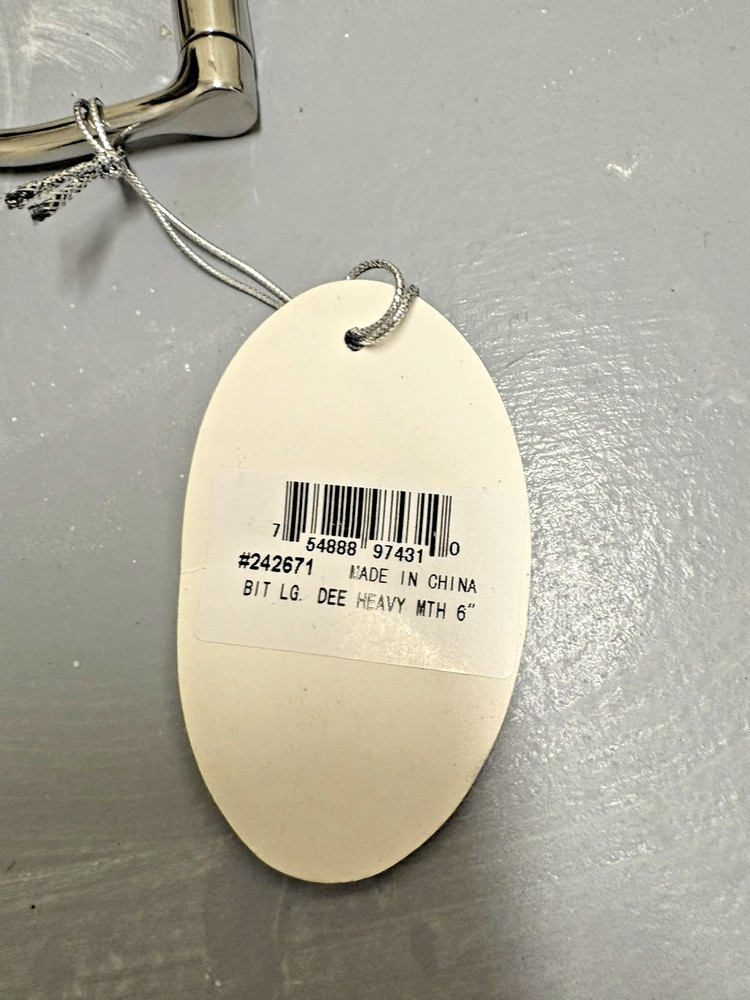 7 54888 97431 0
#242671 MADE IN CHINA
BIT LG. DEE HEAVY MTH 6"